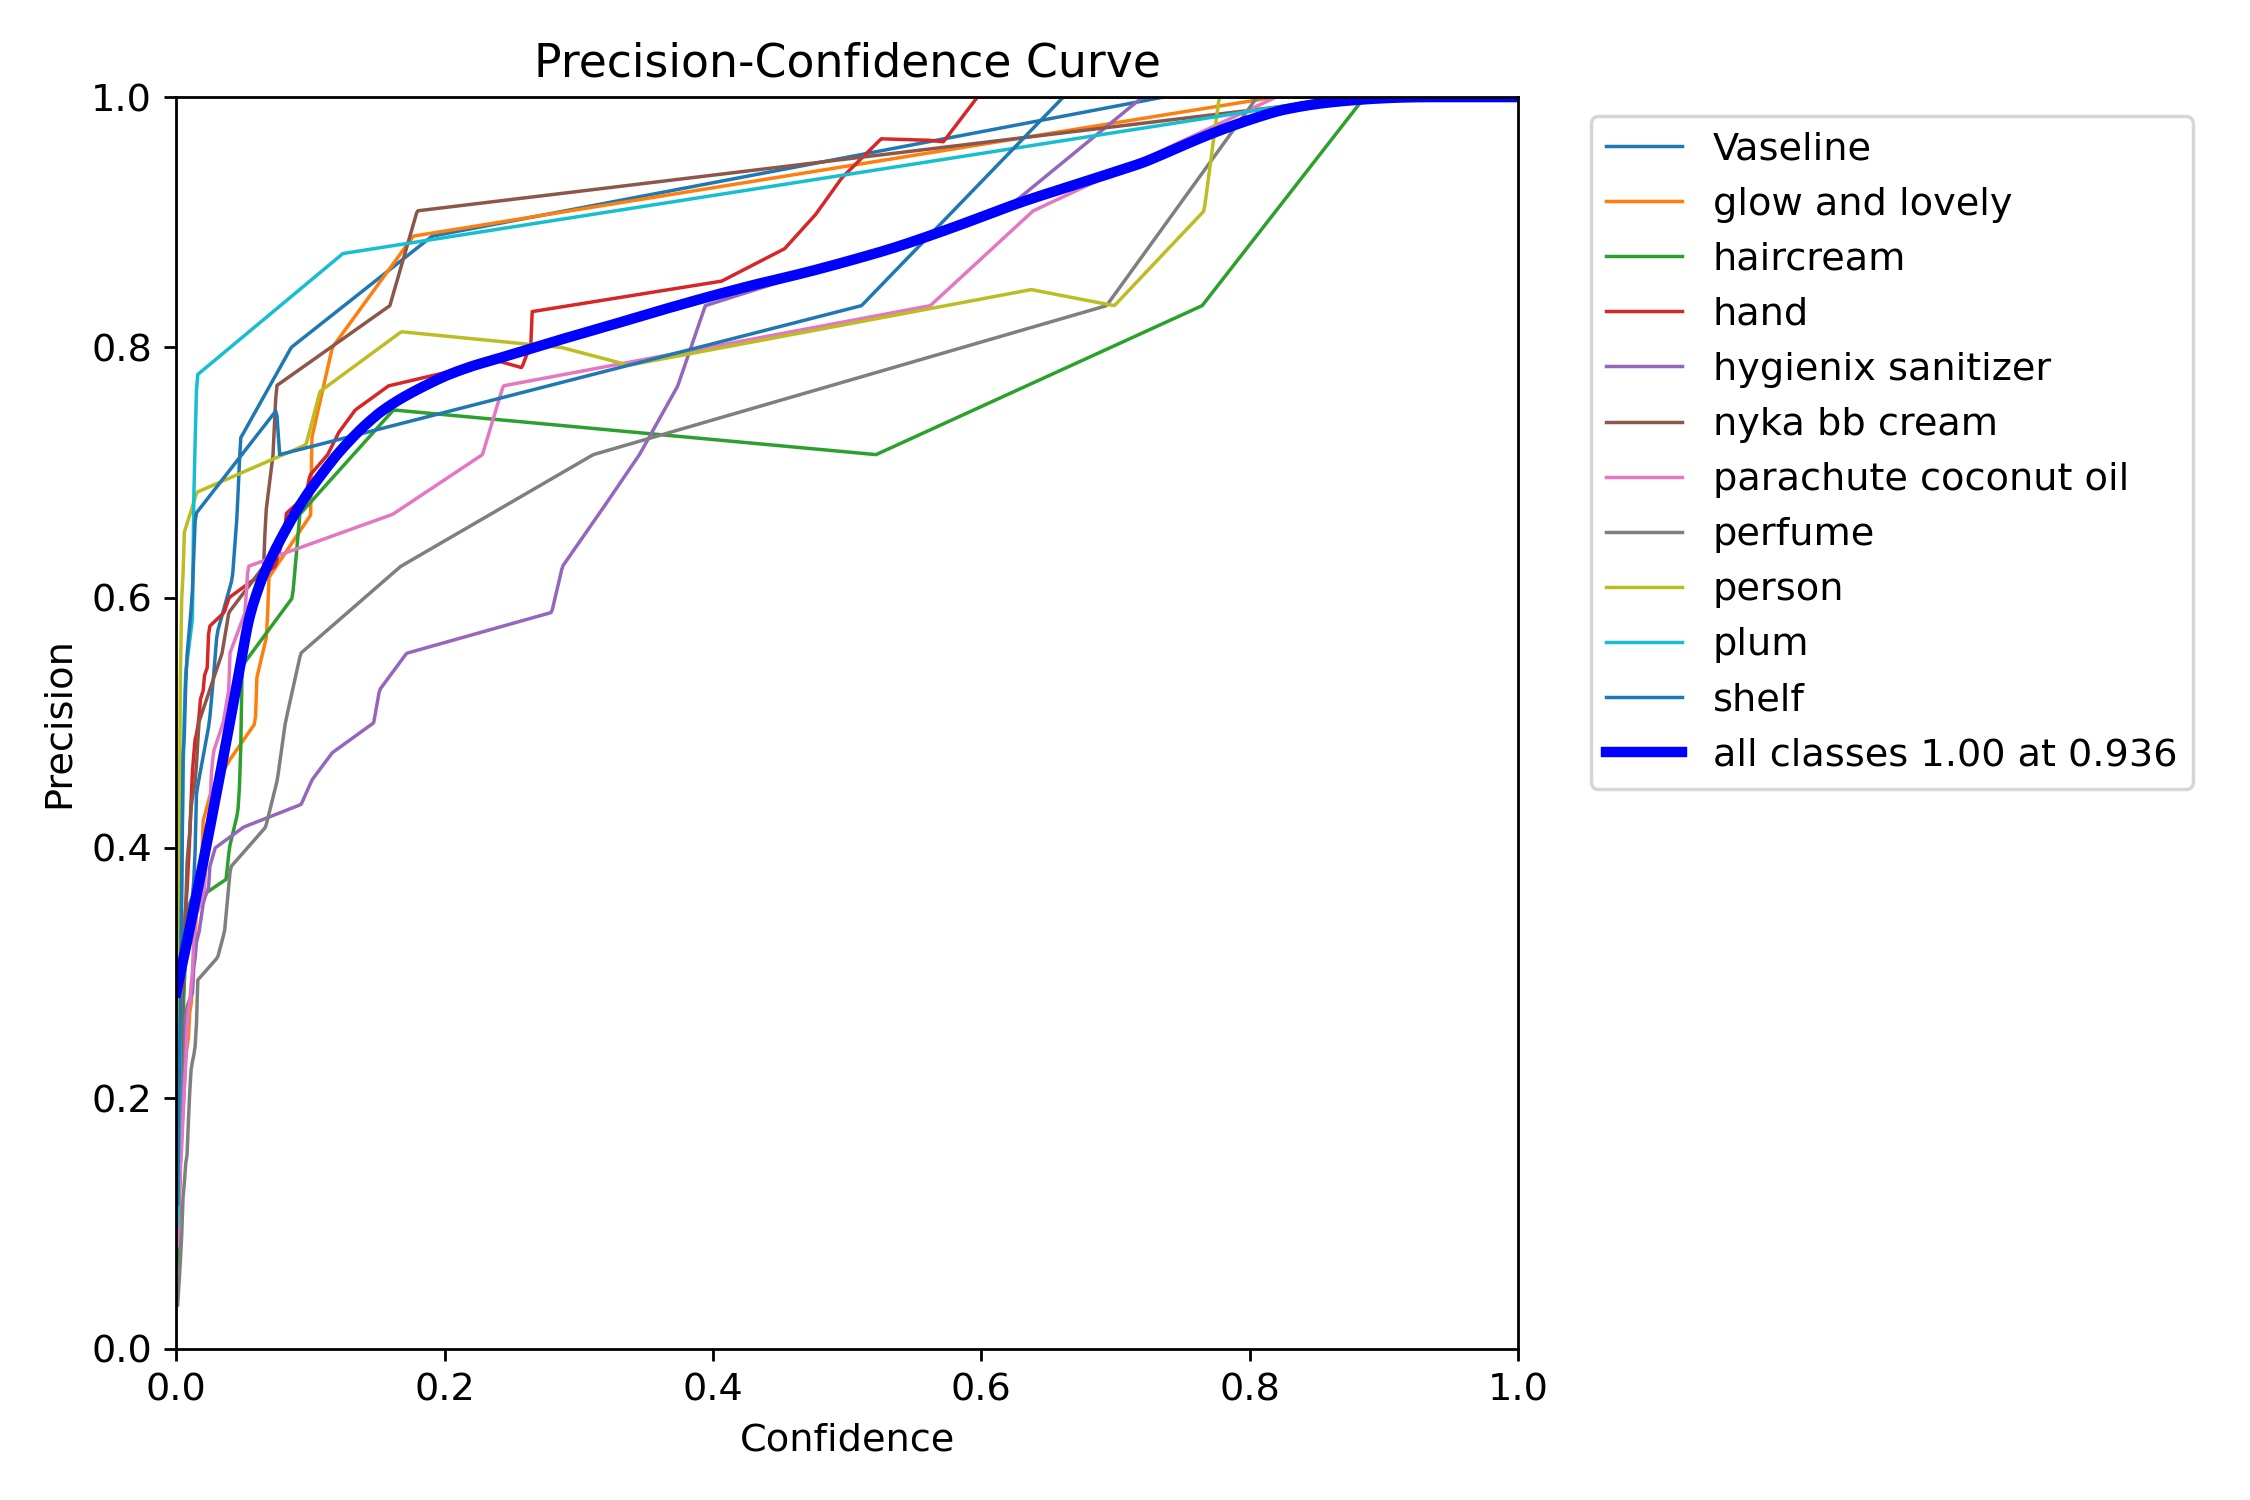 Precision-Confidence Curve
1.0
0.8
0.6
0.4
0.2
0.0
Precision
0.0 0.2 0.4 0.6 0.8 1.0
Confidence
Vaseline
glow and lovely
haircream
hand
hygienix sanitizer
nyka bb cream
parachute coconut oil
perfume
person
plum
shelf
all classes 1.00 at 0.936